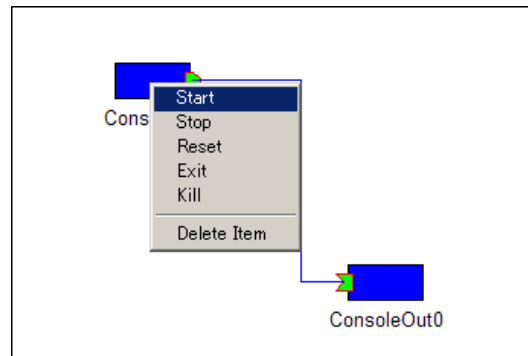 Start
Cons
Stop
Reset
Exit
Kill
Delete Item
ConsoleOut0